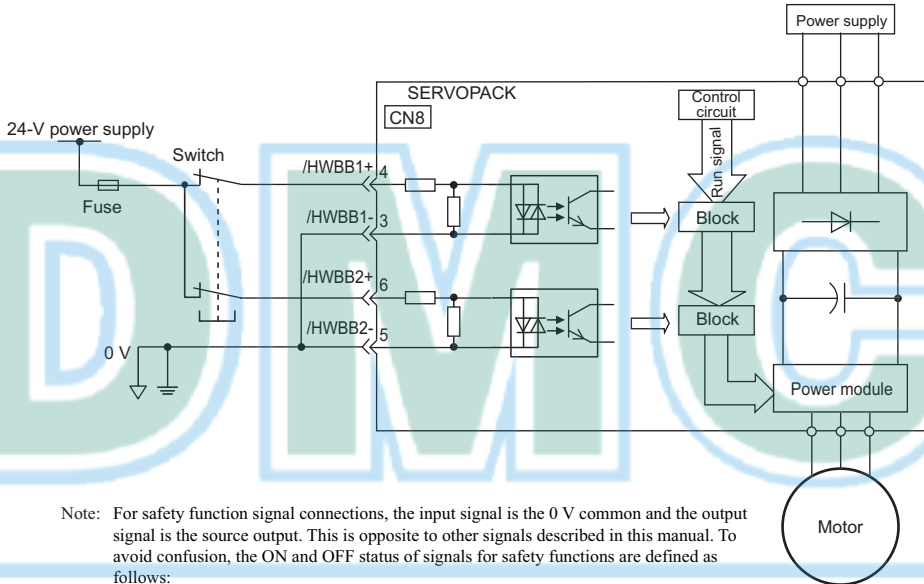 Power supply
SERVOPACK
CN8
Control
circuit
24-V power supply
Switch
Run signal
/HWBB1+ 4
Fuse
/HWBB1- 3
Block
/HWBB2+ 6
/HWBB2- 5
Block
0 V
Power module
Note: For safety function signal connections, the input signal is the 0 V common and the output
signal is the source output. This is opposite to other signals described in this manual. To
avoid confusion, the ON and OFF status of signals for safety functions are defined as
follows:
Motor
DMC